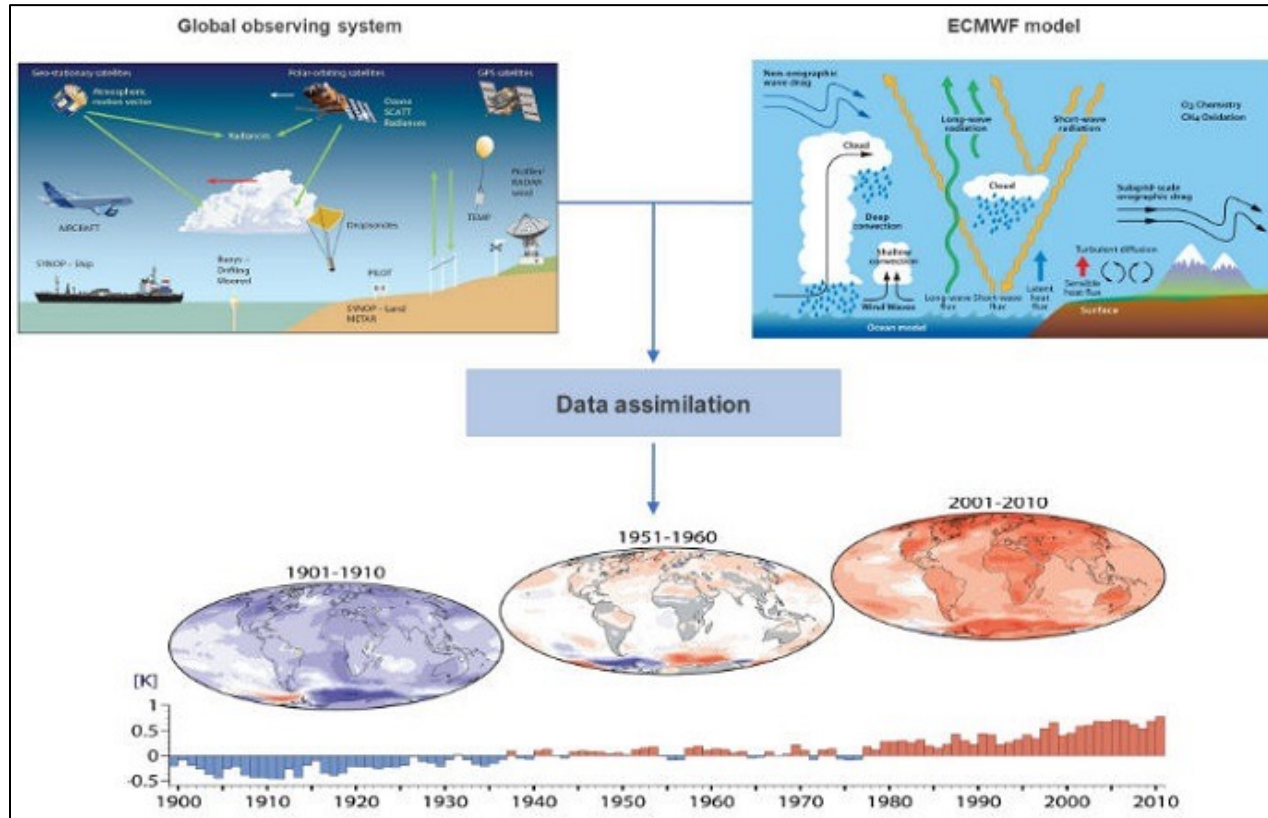 Global observing system
ECMWF model
Geo-stationary satellites
Polar-orbiting satellites
GPS satellites
Atmospheric
motion vector
Ozone
SCATT
Radiances
Radiances
AIRCRAFT
TEMP
Profiler/
RADAR
wind
Dropsondes
SYNOP – Ship
Buoys –
Drifting
Moored
PILOT
SYNOP – Land
METAR
Non-orographic
wave drag
Long-wave
radiation
Short-wave
radiation
O3 Chemistry
CH4 Oxidation
Cloud
Cloud
Deep
convection
Shallow
convection
Subgrid-scale
orographic drag
Turbulent diffusion
Wind Waves
Long-wave
flux
Short-wave
flux
Latent
heat
flux
Sensible
heat flux
Surface
Ocean model
Data assimilation
1901-1910
1951-1960
2001-2010
[K]
1
0.5
0
-0.5
1900 1910 1920 1930 1940 1950 1960 1970 1980 1990 2000 2010